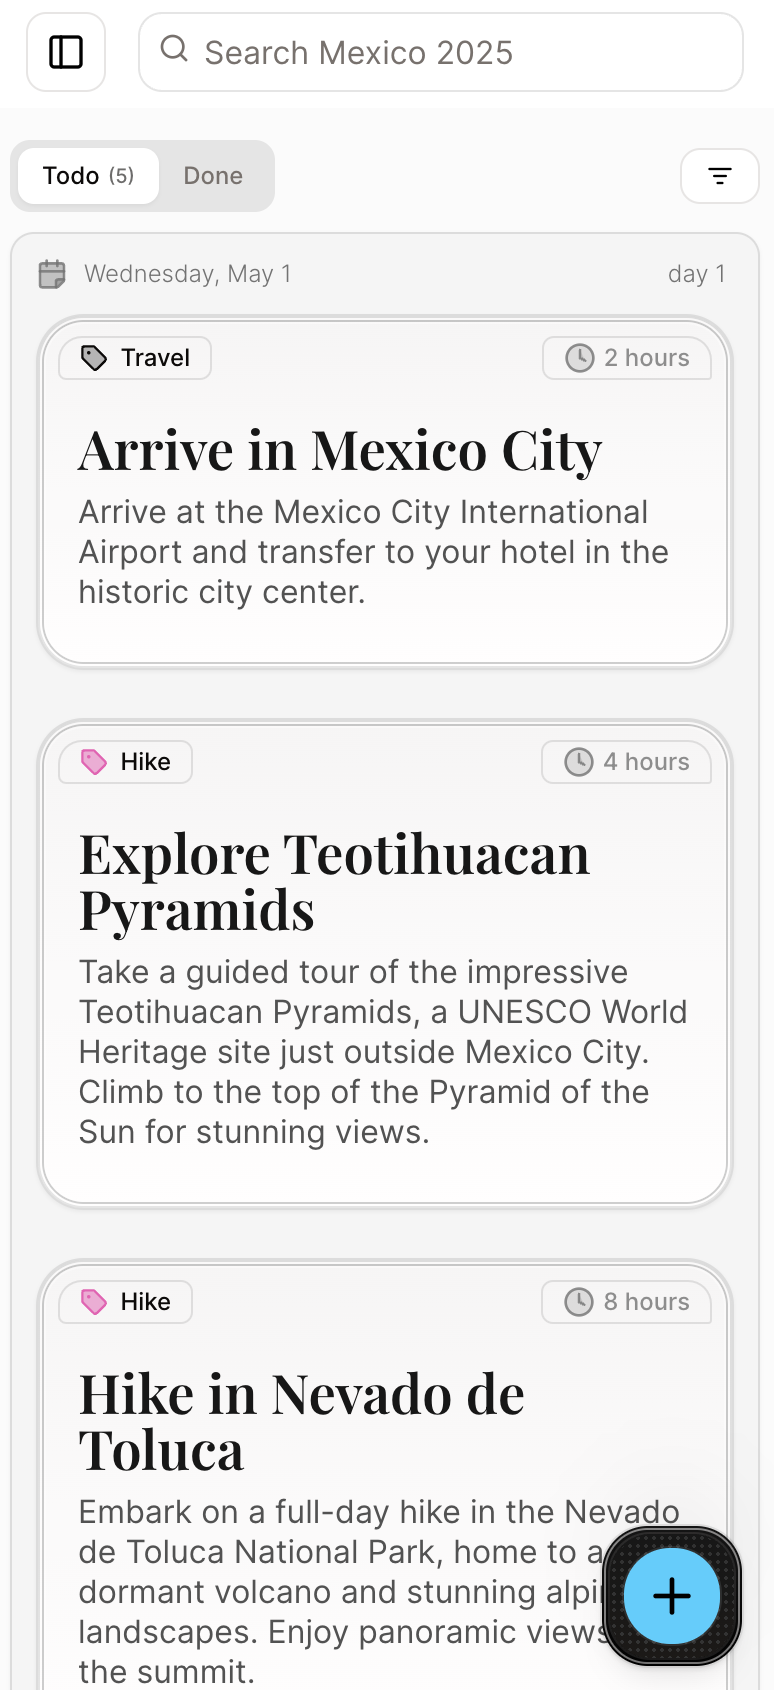 Search Mexico 2025
Todo (5) Done
Wednesday, May 1 day 1
Travel 2 hours
Arrive in Mexico City
Arrive at the Mexico City International
Airport and transfer to your hotel in the
historic city center.
Hike 4 hours
Explore Teotihuacan
Pyramids
Take a guided tour of the impressive
Teotihuacan Pyramids, a UNESCO World
Heritage site just outside Mexico City.
Climb to the top of the Pyramid of the
Sun for stunning views.
Hike 8 hours
Hike in Nevado de
Toluca
Embark on a full-day hike in the Nevado
de Toluca National Park, home to a
dormant volcano and stunning
landscapes. Enjoy panoramic views
the summit.